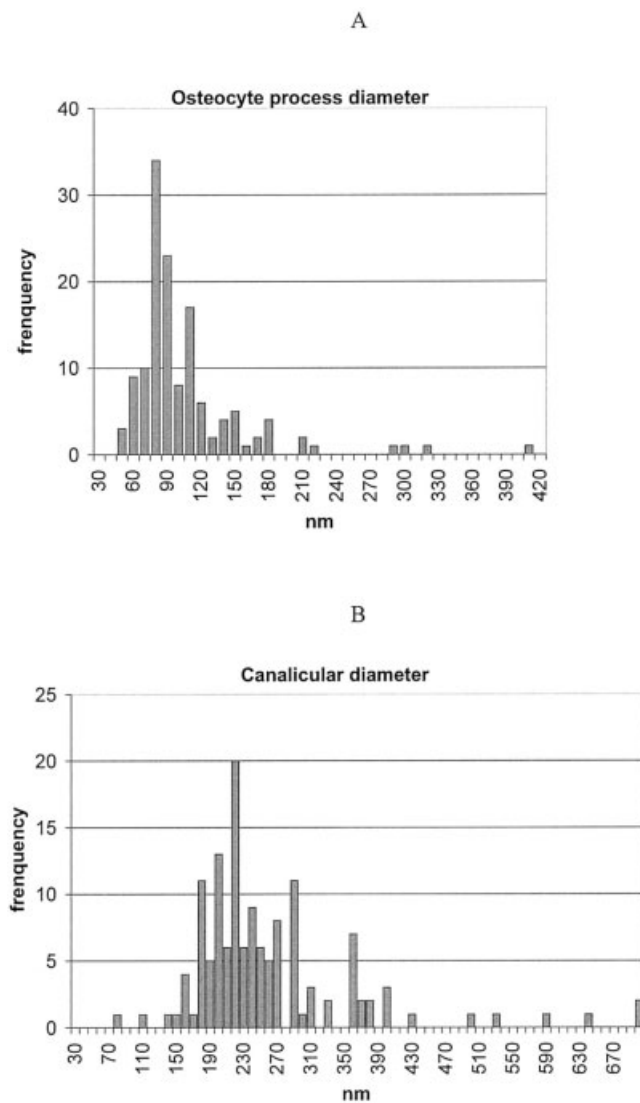 A
Osteocyte process diameter
40
30
20
10
0
frenquency
30 60 90 120 150 180 210 240 270 300 330 360 390 420
nm
B
Canalicular diameter
25
20
15
10
5
0
frenquency
30 70 110 150 190 230 270 310 350 390 430 470 510 550 590 630 670
nm